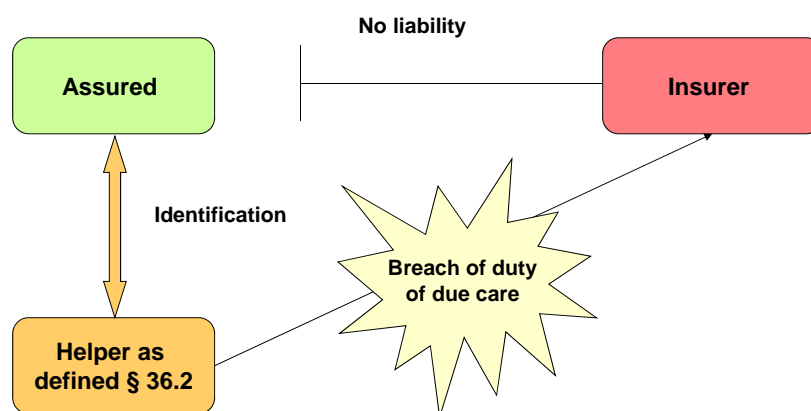 No liability
Assured
Insurer
Identification
Breach of duty
of due care
Helper as
defined § 36.2